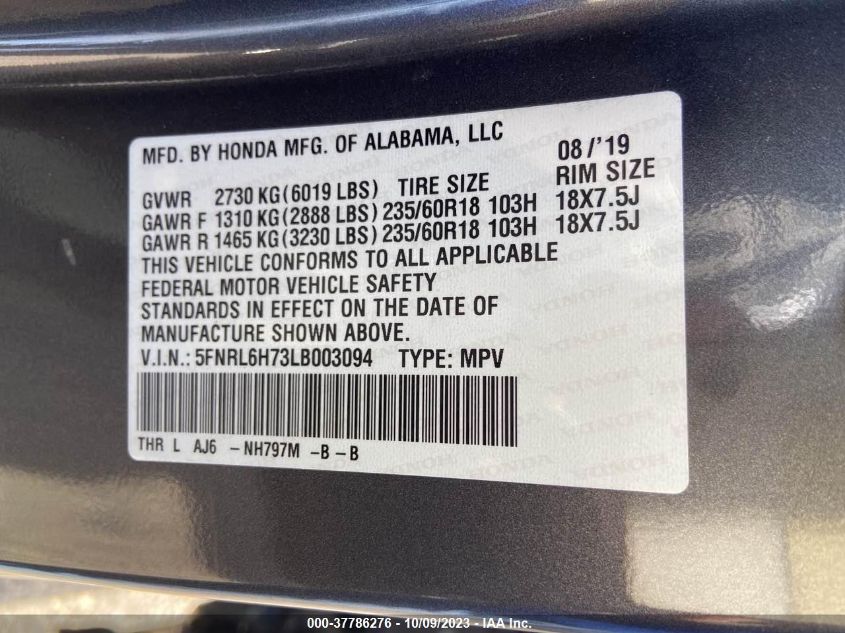 MFD. BY HONDA MFG. OF ALABAMA, LLC 08/'19
GVWR 2730 KG(6019 LBS) TIRE SIZE RIM SIZE
GAWR F 1310 KG(2888 LBS) 235/60R18 103H 18X7.5J
GAWR R 1465 KG(3230 LBS) 235/60R18 103H 18X7.5J
THIS VEHICLE CONFORMS TO ALL APPLICABLE
FEDERAL MOTOR VEHICLE SAFETY
STANDARDS IN EFFECT ON THE DATE OF
MANUFACTURE SHOWN ABOVE.
V.I.N.: 5FNRL6H73LB003094 TYPE: MPV
THR L AJ6 -NH797M -B-B
000-37786276 - 10/09/2023 - www.iaai.com